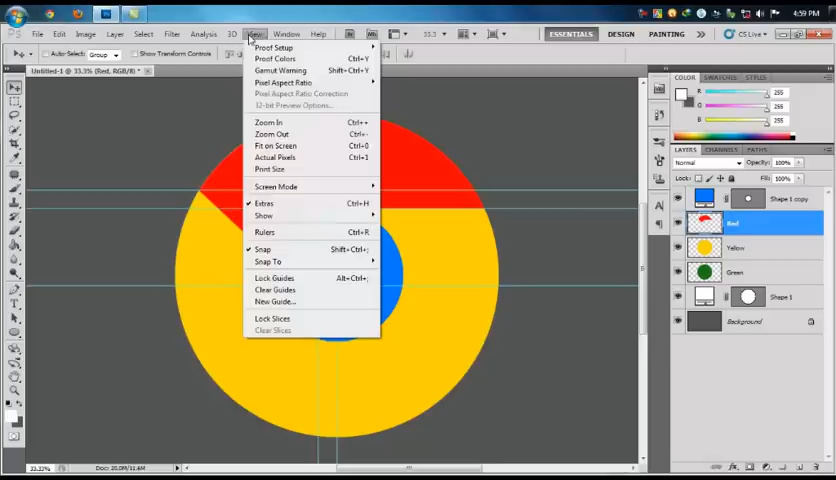 4:59 PM
PS File Edit Image Layer Select Filter Analysis 3D View Window Help Br Mb 33.3 ESSENTIALS DESIGN PAINTING CS Live
Auto-Select: Group Show Transform Controls
Untitled-1 @ 33.3% (Red, RGB/8) *
Proof Setup
Proof Colors Ctrl+Y
Gamut Warning Shift+Ctrl+Y
Pixel Aspect Ratio
Pixel Aspect Ratio Correction
32-bit Preview Options...
Zoom In Ctrl++
Zoom Out Ctrl+-
Fit on Screen Ctrl+0
Actual Pixels Ctrl+1
Print Size
Screen Mode
Extras Ctrl+H
Show
Rulers Ctrl+R
Snap Shift+Ctrl+;
Snap To
Lock Guides Alt+Ctrl+;
Clear Guides
New Guide...
Lock Slices
Clear Slices
COLOR SWATCHES STYLES
R 255
G 255
B 255
LAYERS CHANNELS PATHS
Normal Opacity: 100%
Lock: Fill: 100%
Shape 1 copy
Red
Yellow
Green
Shape 1
Background
33.33% Doc: 20.0M/11.6M